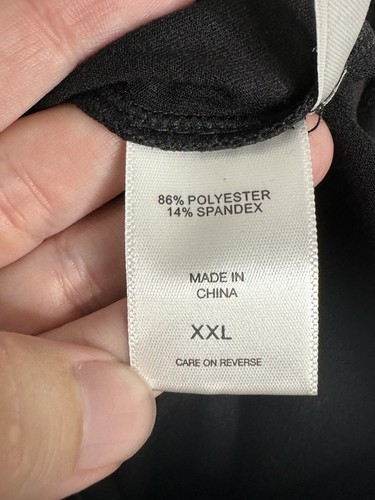 86% POLYESTER
14% SPANDEX
MADE IN
CHINA
XXL
CARE ON REVERSE